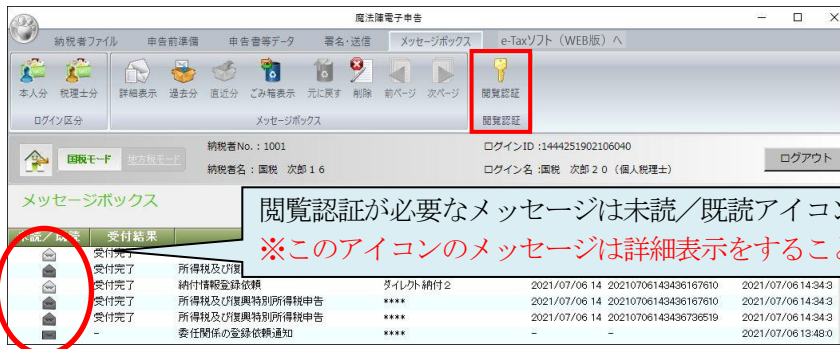 魔法陣電子申告
納税者ファイル 申告前準備 申告書等データ 署名・送信 メッセージボックス e-Taxソフト（WEB版）へ
本人分 税理士分 詳細表示 過去分 直近分 ごみ箱表示 元に戻す 削除 前ページ 次ページ 閲覧認証
ログイン区分 メッセージボックス 閲覧認証
国税モード 地方税モード
納税者No.：1001 ログインID：1444251902106040
納税者名：国税 次郎１６ ログイン名：国税 次郎２０（個人税理士）
ログアウト
メッセージボックス
閲覧認証が必要なメッセージは未読／既読アイコン
※このアイコンのメッセージは詳細表示をすること
未読／既読 受付結果
受付完了
受付完了 所得税及び復
受付完了 納付情報登録依頼 ダイレクト納付２ 2021/07/06 14 20210706143436167610 2021/07/06 14:34:3
受付完了 所得税及び復興特別所得税申告 **** 2021/07/06 14 20210706143436167610 2021/07/06 14:34:3
受付完了 所得税及び復興特別所得税申告 **** 2021/07/06 14 20210706143436736519 2021/07/06 14:34:3
- 委任関係の登録依頼通知 **** - - 2021/07/06 13:48:0